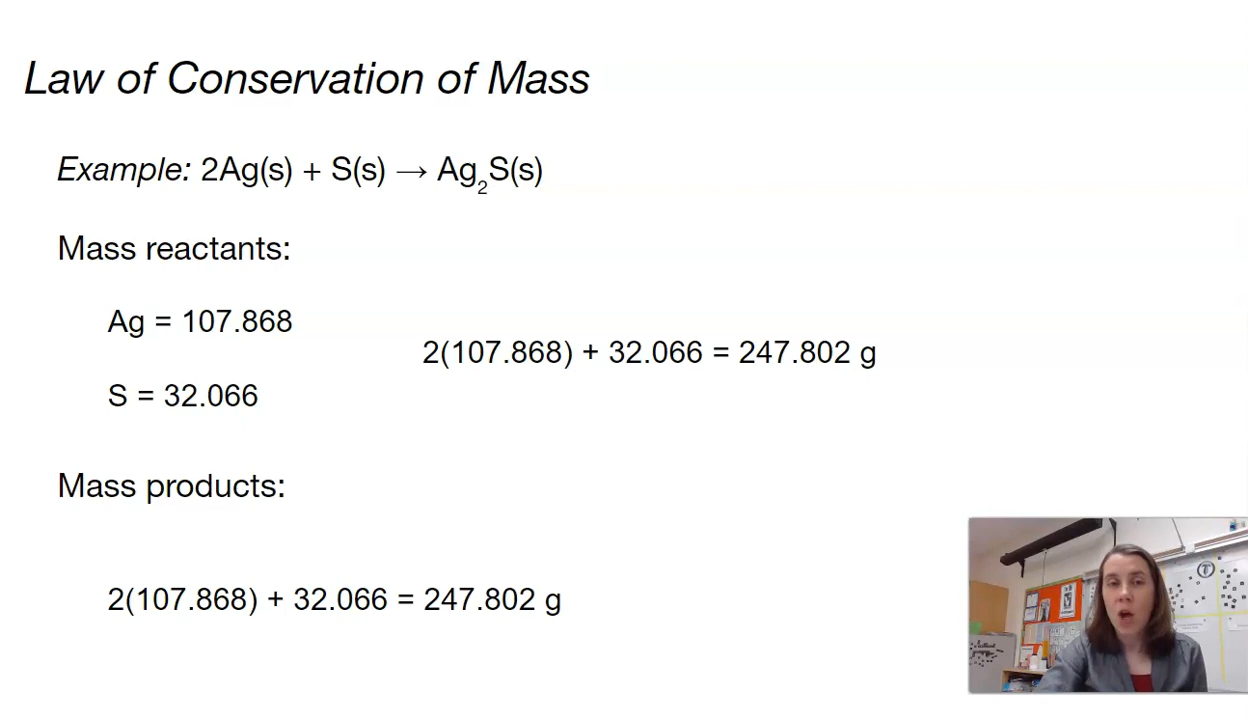 Law of Conservation of Mass
Example: 2Ag(s) + S(s) → Ag₂S(s)
Mass reactants:
Ag = 107.868
2(107.868) + 32.066 = 247.802 g
S = 32.066
Mass products:
2(107.868) + 32.066 = 247.802 g